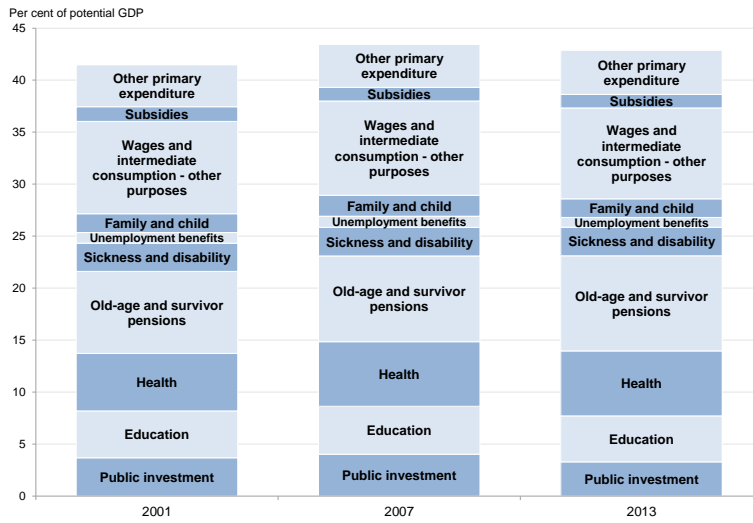 Per cent of potential GDP
45
40
35
30
25
20
15
10
5
0
Other primary
expenditure
Subsidies
Wages and
intermediate
consumption - other
purposes
Family and child
Unemployment benefits
Sickness and disability
Old-age and survivor
pensions
Health
Education
Public investment
Other primary
expenditure
Subsidies
Wages and
intermediate
consumption - other
purposes
Family and child
Unemployment benefits
Sickness and disability
Old-age and survivor
pensions
Health
Education
Public investment
Other primary
expenditure
Subsidies
Wages and
intermediate
consumption - other
purposes
Family and child
Unemployment benefits
Sickness and disability
Old-age and survivor
pensions
Health
Education
Public investment
2001
2007
2013